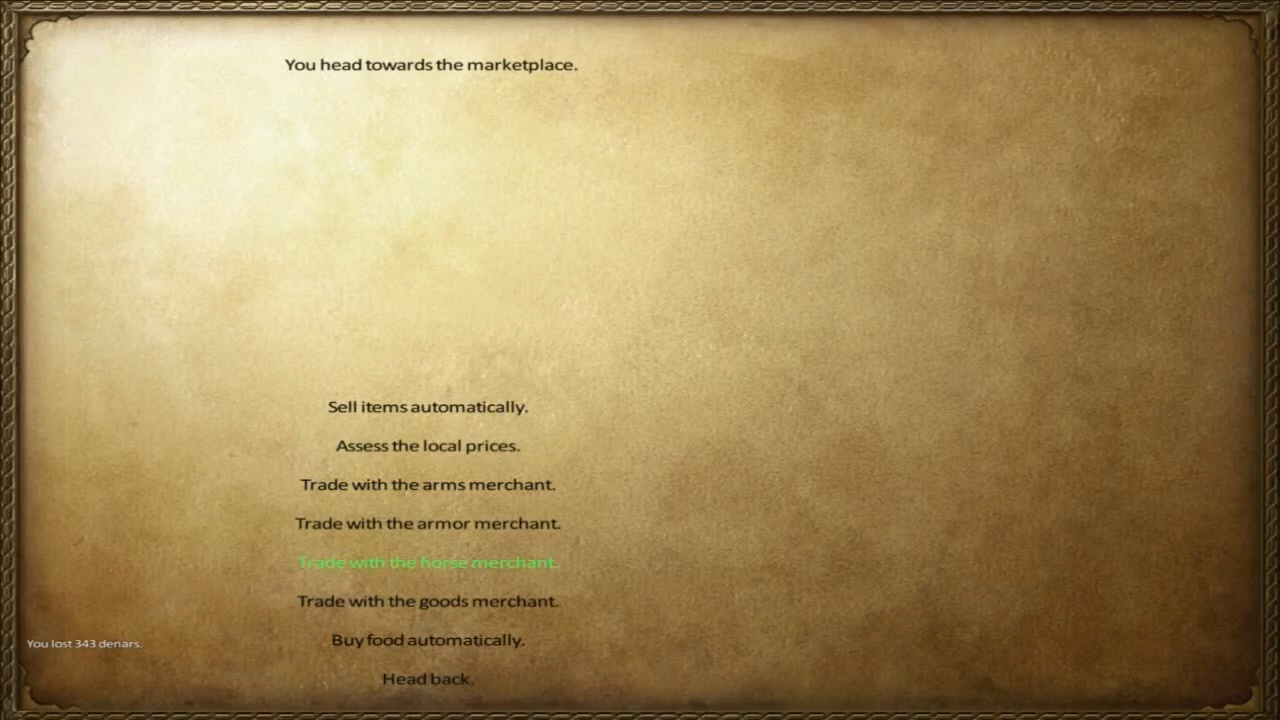 You head towards the marketplace.
Sell items automatically.
Assess the local prices.
Trade with the arms merchant.
Trade with the armor merchant.
Trade with the horse merchant.
Trade with the goods merchant.
Buy food automatically.
You lost 343 denars.
Head back.